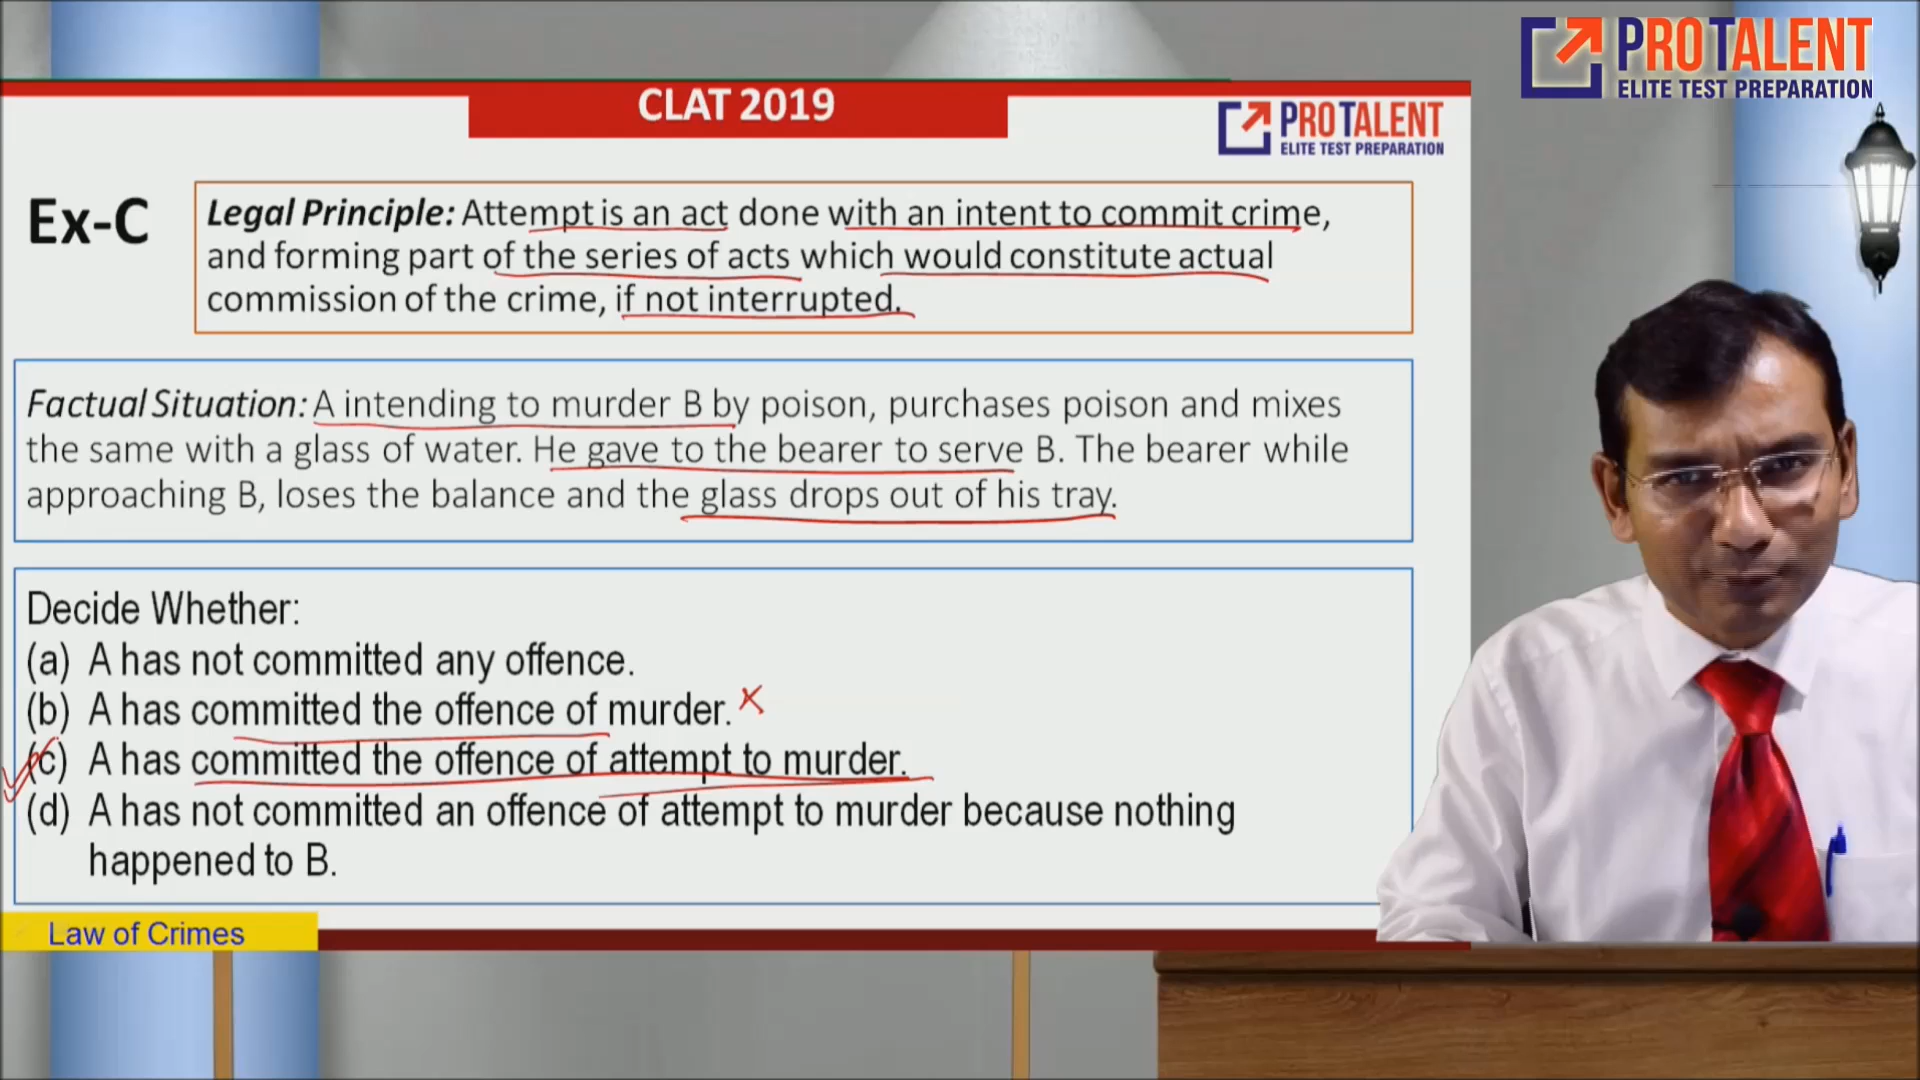 PROTALENT
ELITE TEST PREPARATION
CLAT 2019
PROTALENT
ELITE TEST PREPARATION
Ex-C
Legal Principle: Attempt is an act done with an intent to commit crime,
and forming part of the series of acts which would constitute actual
commission of the crime, if not interrupted.
Factual Situation: A intending to murder B by poison, purchases poison and mixes
the same with a glass of water. He gave to the bearer to serve B. The bearer while
approaching B, loses the balance and the glass drops out of his tray.
Decide Whether:
(a) A has not committed any offence.
(b) A has committed the offence of murder.
(c) A has committed the offence of attempt to murder.
(d) A has not committed an offence of attempt to murder because nothing
happened to B.
Law of Crimes